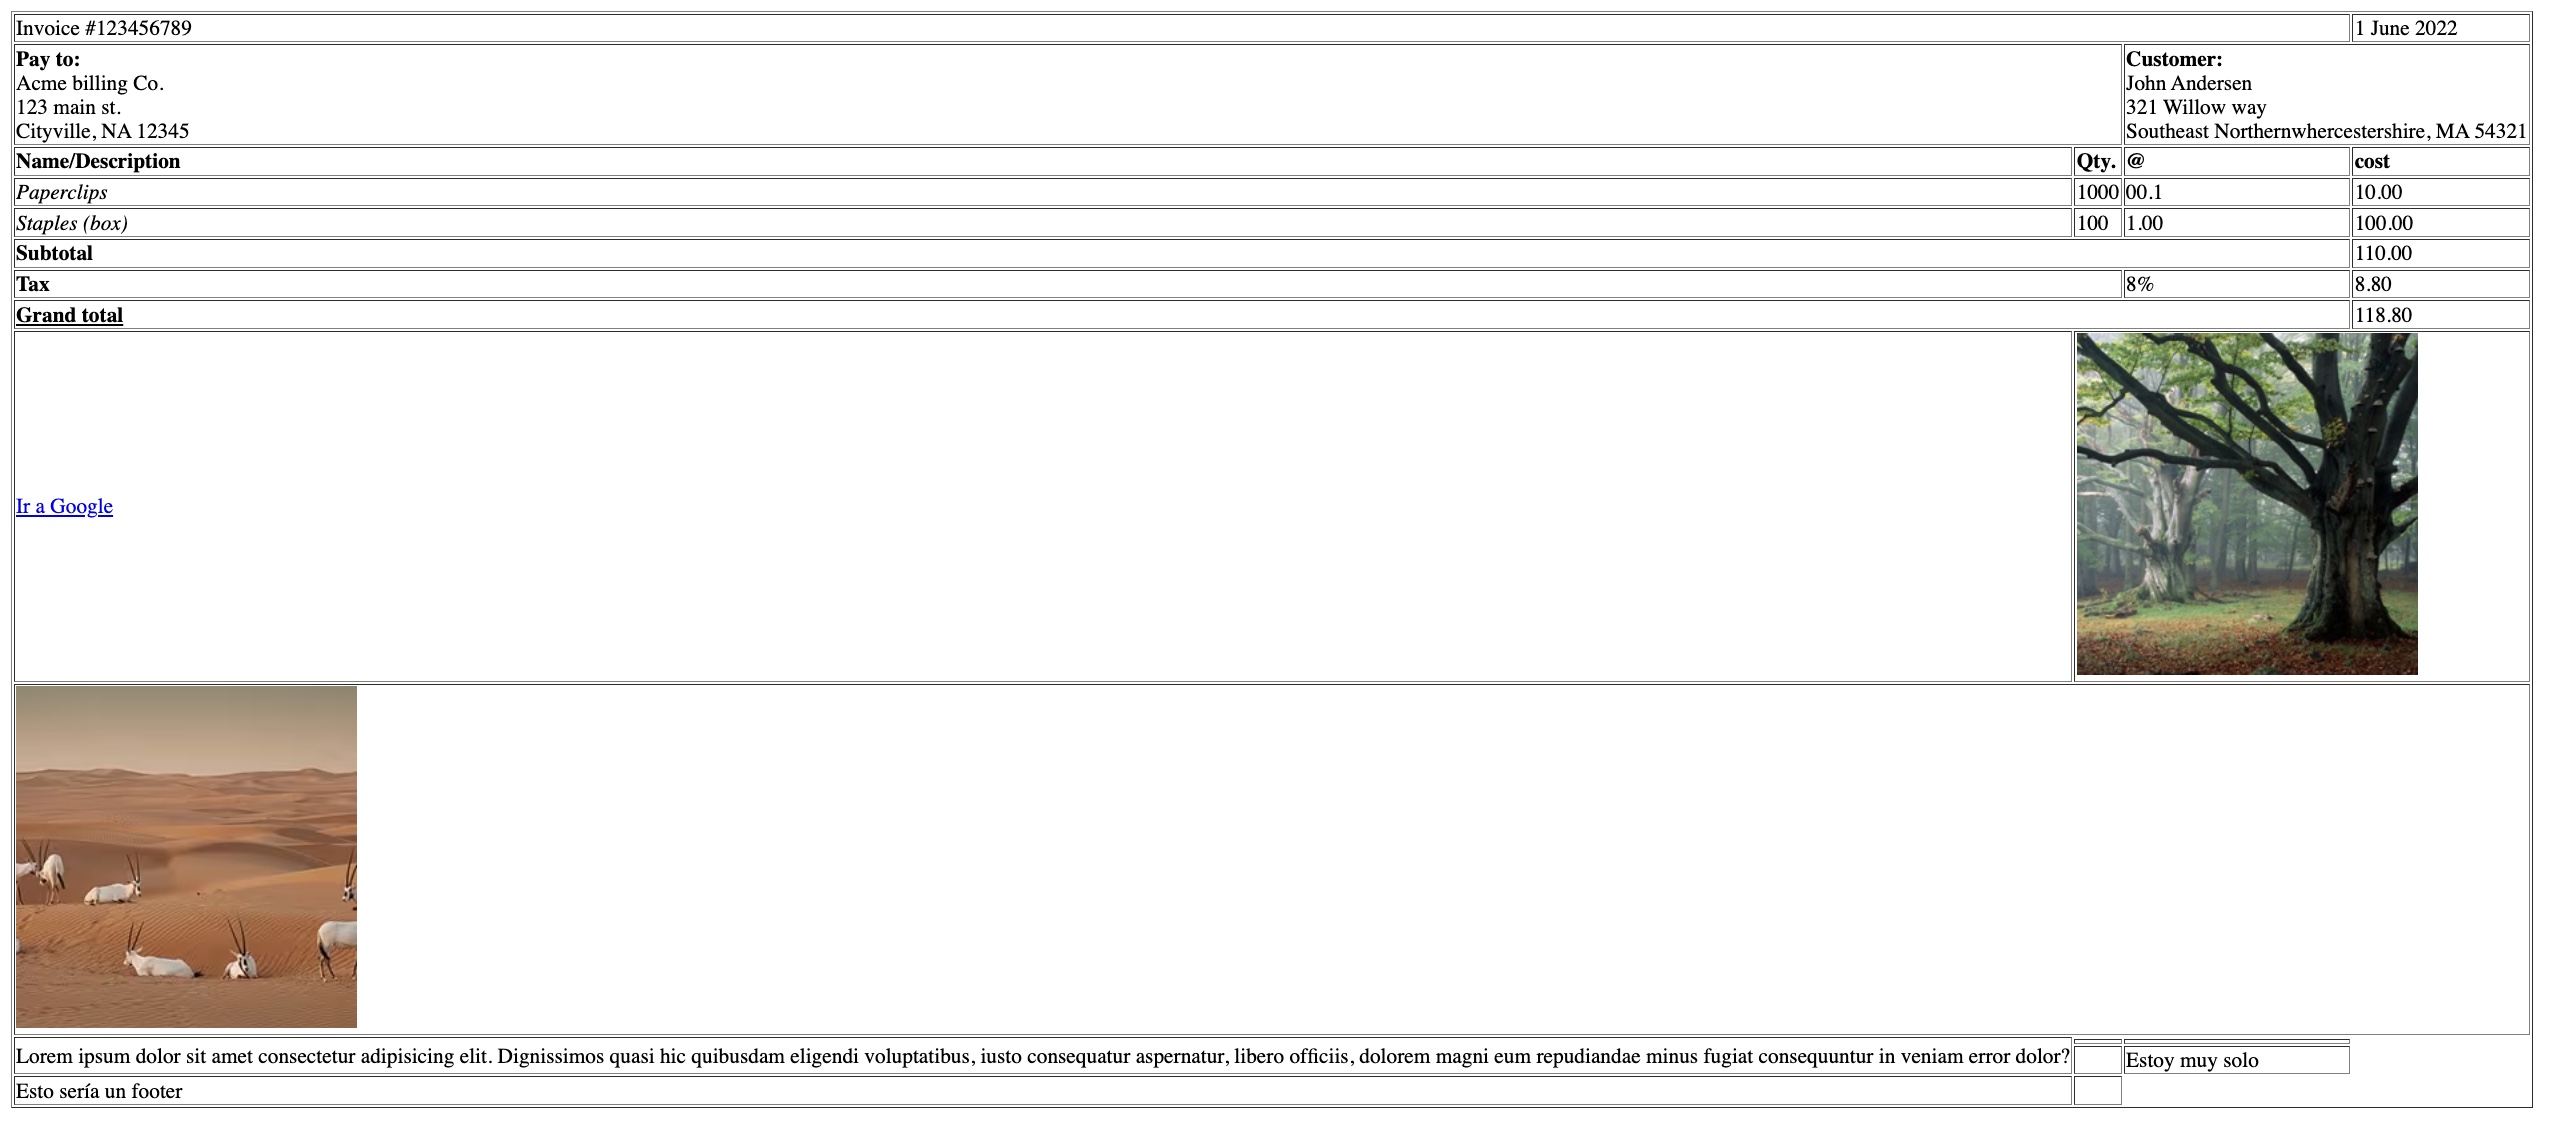 Invoice #123456789 1 June 2022
Pay to:
Acme billing Co.
123 main st.
Cityville, NA 12345
Customer:
John Andersen
321 Willow way
Southeast Northernwhercestershire, MA 54321
Name/Description Qty. @ cost
Paperclips 1000 00.1 10.00
Staples (box) 100 1.00 100.00
Subtotal 110.00
Tax 8% 8.80
Grand total 118.80
Ir a Google
Lorem ipsum dolor sit amet consectetur adipisicing elit. Dignissimos quasi hic quibusdam eligendi voluptatibus, iusto consequatur aspernatur, libero officiis, dolorem magni eum repudiandae minus fugiat consequuntur in veniam error dolor?
Estoy muy solo
Esto sería un footer